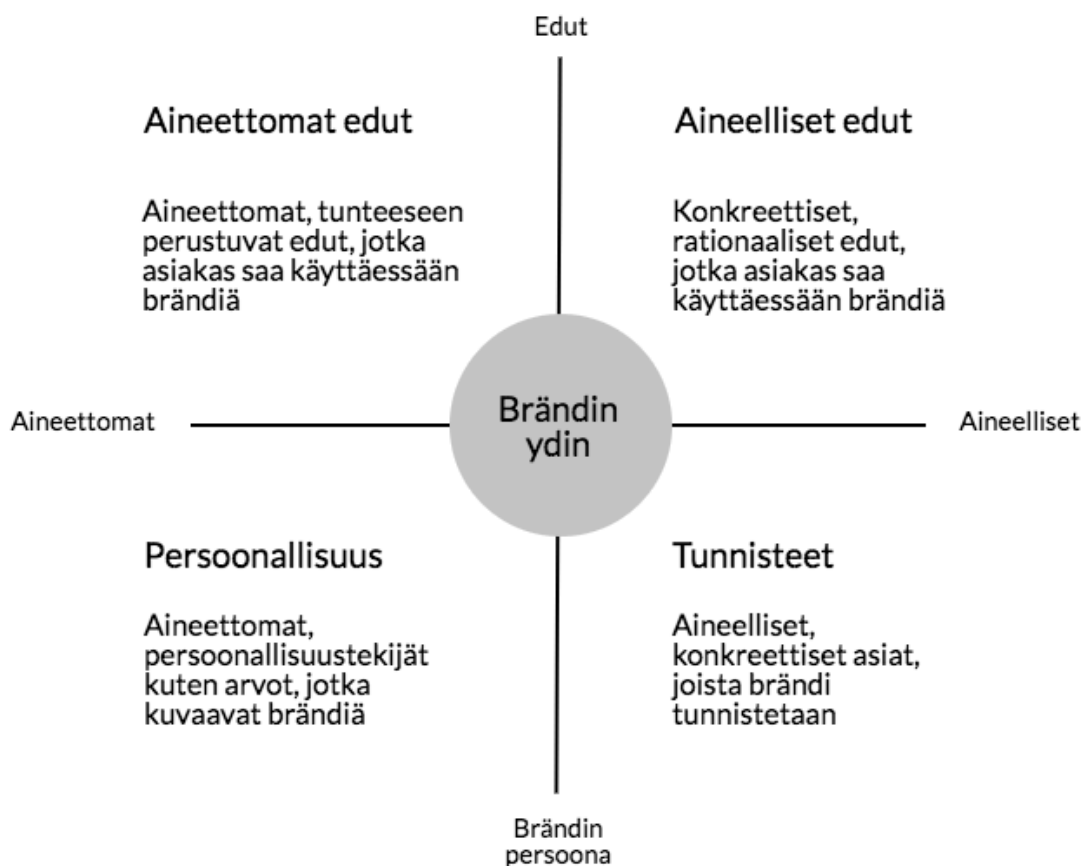 Edut
Aineettomat edut
Aineettomat, tunteeseen
perustuvat edut, jotka
asiakas saa käyttäessään
brändiä
Aineelliset edut
Konkreettiset,
rationaaliset edut,
jotka asiakas saa
käyttäessään brändiä
Aineettomat
Brändin
ydin
Aineelliset
Persoonallisuus
Aineettomat,
persoonallisuustekijät
kuten arvot, jotka
kuvaavat brändiä
Tunnisteet
Aineelliset,
konkreettiset asiat,
joista brändi
tunnistetaan
Brändin
persoona